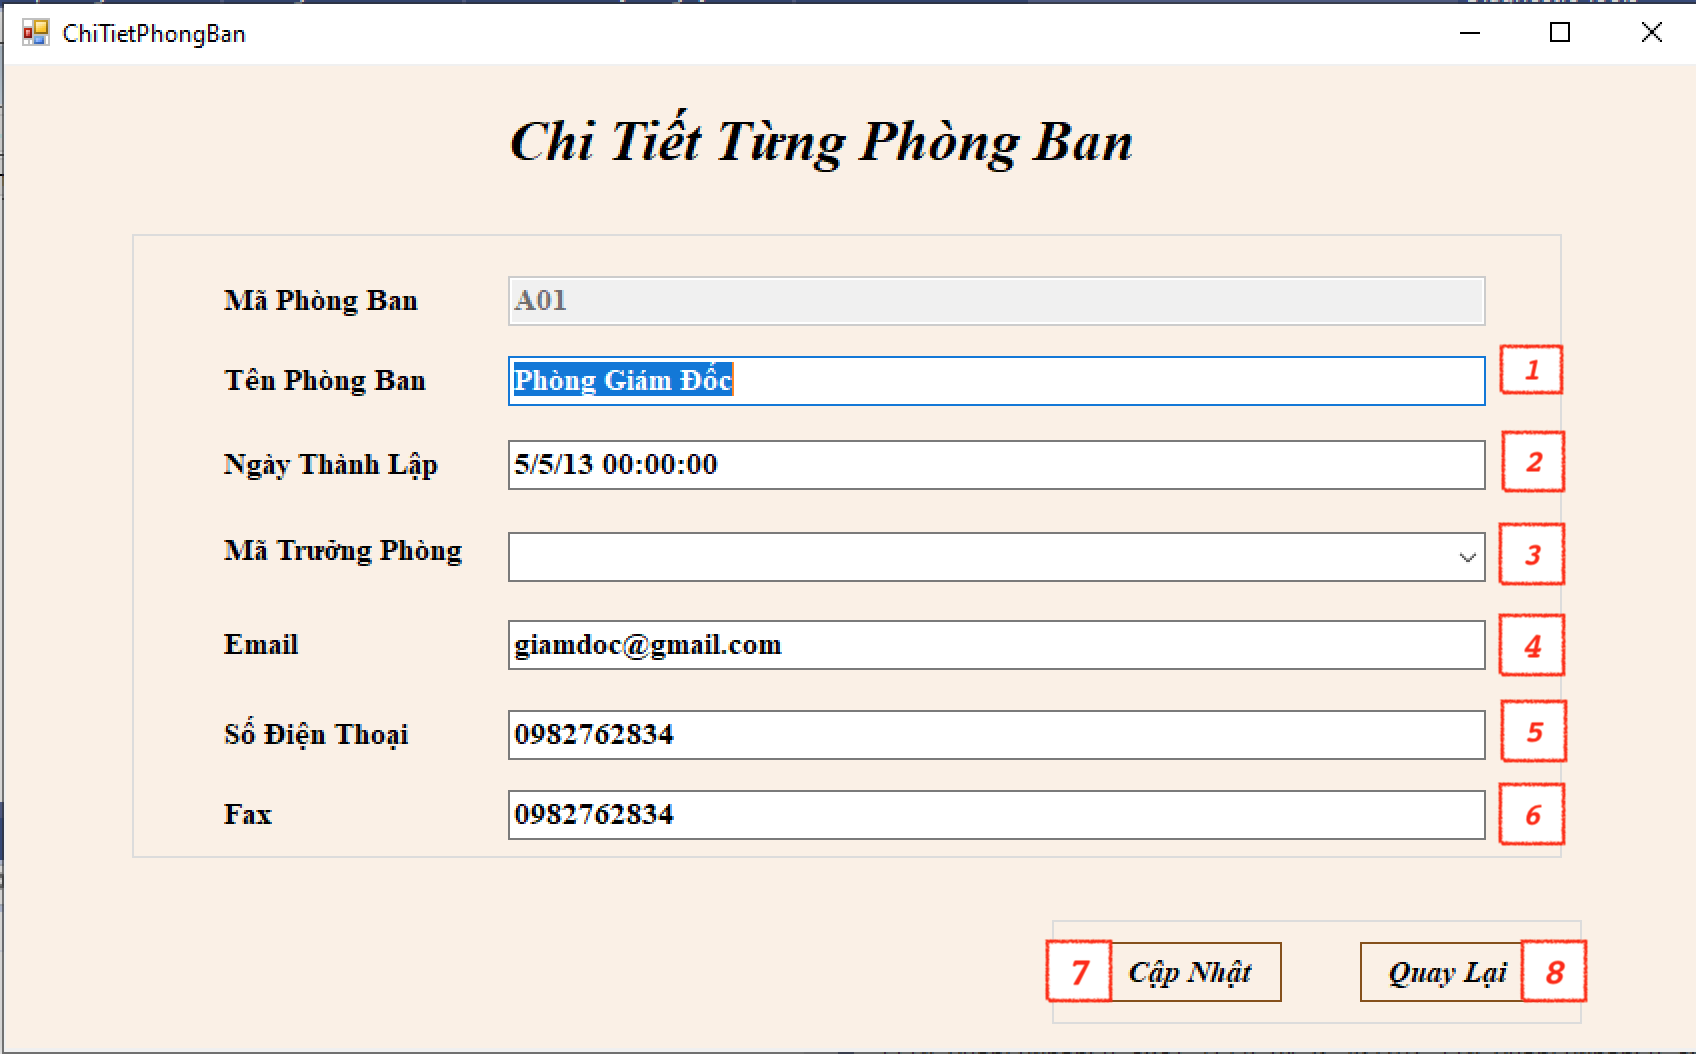 ChiTietPhongBan
Chi Tiết Từng Phòng Ban
Mã Phòng Ban A01
Tên Phòng Ban Phòng Giám Đốc 1
Ngày Thành Lập 5/5/13 00:00:00 2
Mã Trưởng Phòng 3
Email giamdoc@gmail.com 4
Số Điện Thoại 0982762834 5
Fax 0982762834 6
7 Cập Nhật Quay Lại 8